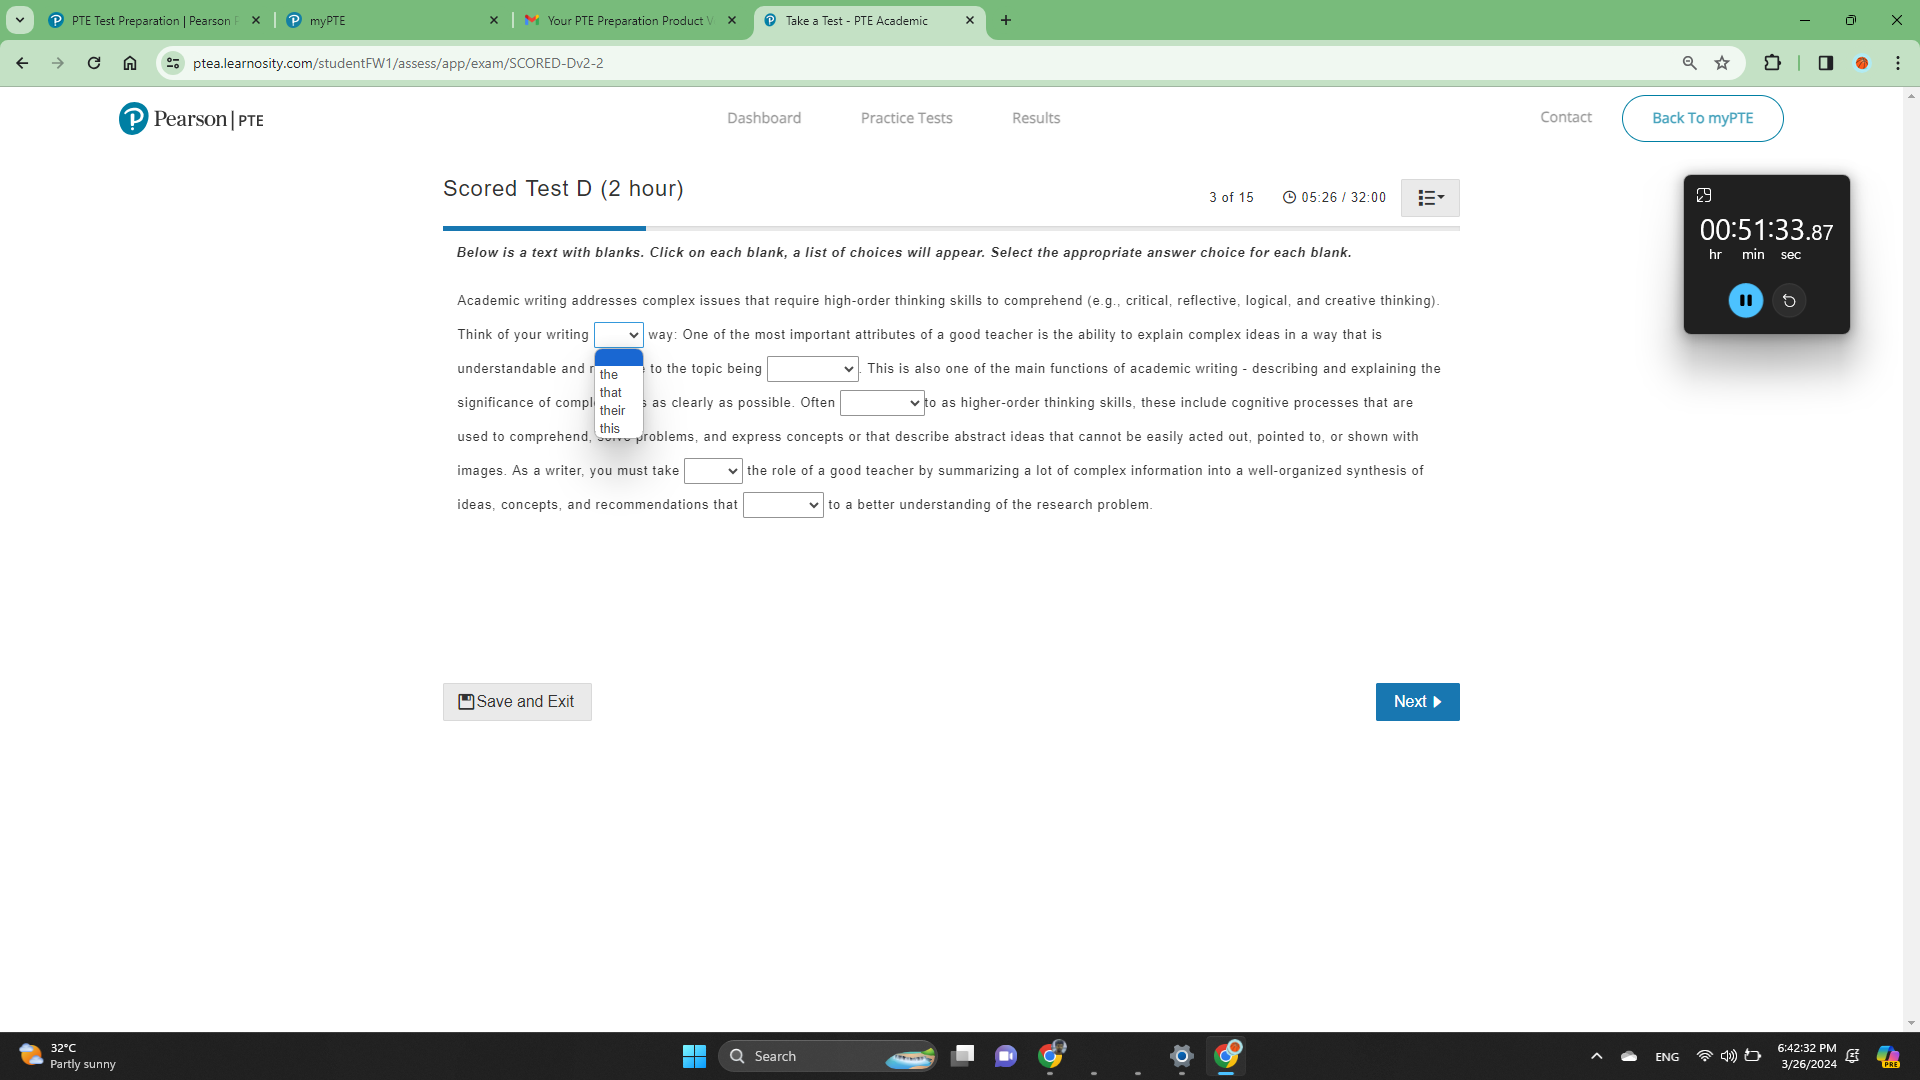 PTE Test Preparation | Pearson P
myPTE
Your PTE Preparation Product V
Take a Test - PTE Academic
ptea.learnosity.com/studentFW1/assess/app/exam/SCORED-Dv2-2
Pearson | PTE
Dashboard
Practice Tests
Results
Contact
Back To myPTE
Scored Test D (2 hour)
3 of 15
05:26 / 32:00
00:51:33.87
hr min sec
Below is a text with blanks. Click on each blank, a list of choices will appear. Select the appropriate answer choice for each blank.
Academic writing addresses complex issues that require high-order thinking skills to comprehend (e.g., critical, reflective, logical, and creative thinking).
Think of your writing way: One of the most important attributes of a good teacher is the ability to explain complex ideas in a way that is
understandable and to the topic being . This is also one of the main functions of academic writing - describing and explaining the
significance of as clearly as possible. Often to as higher-order thinking skills, these include cognitive processes that are
used to comprehend, problems, and express concepts or that describe abstract ideas that cannot be easily acted out, pointed to, or shown with
images. As a writer, you must take the role of a good teacher by summarizing a lot of complex information into a well-organized synthesis of
ideas, concepts, and recommendations that to a better understanding of the research problem.
the
that
their
this
Save and Exit
Next
32°C
Partly sunny
Search
ENG
6:42:32 PM
3/26/2024
PRE